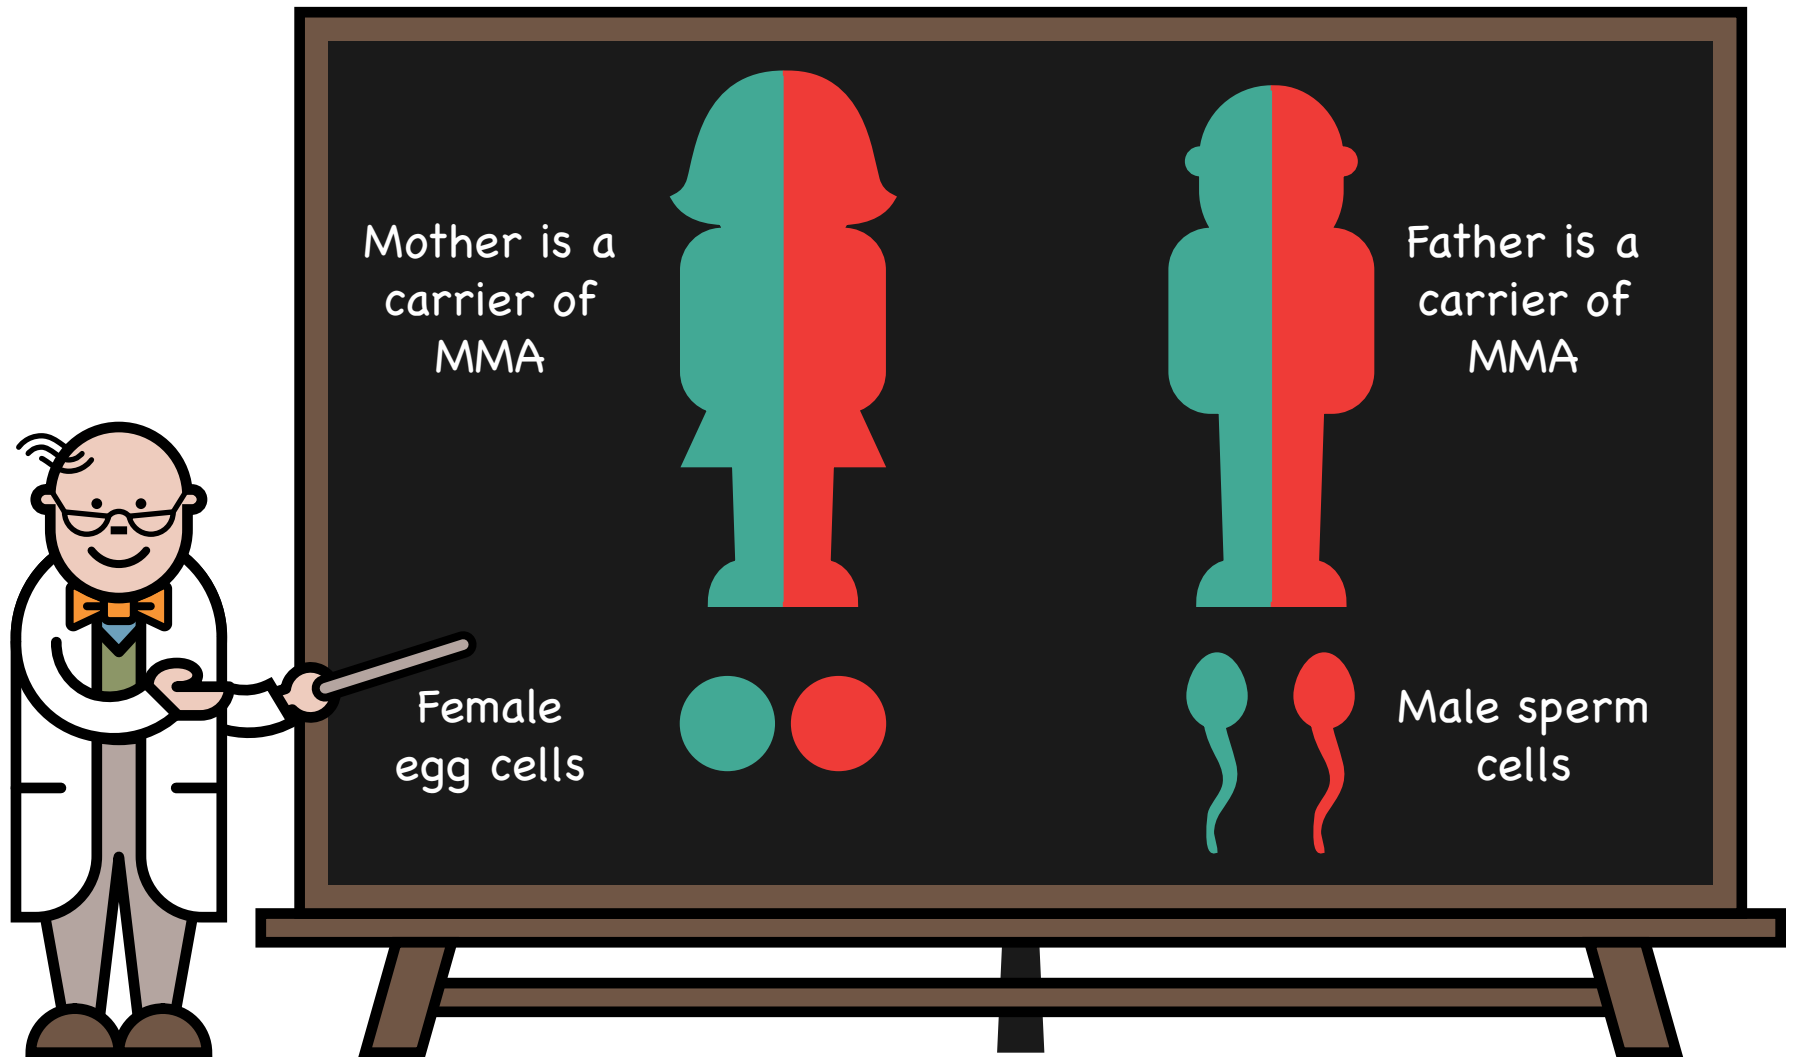 Mother is a
carrier of
MMA
Father is a
carrier of
MMA
Female
egg cells
Male sperm
cells